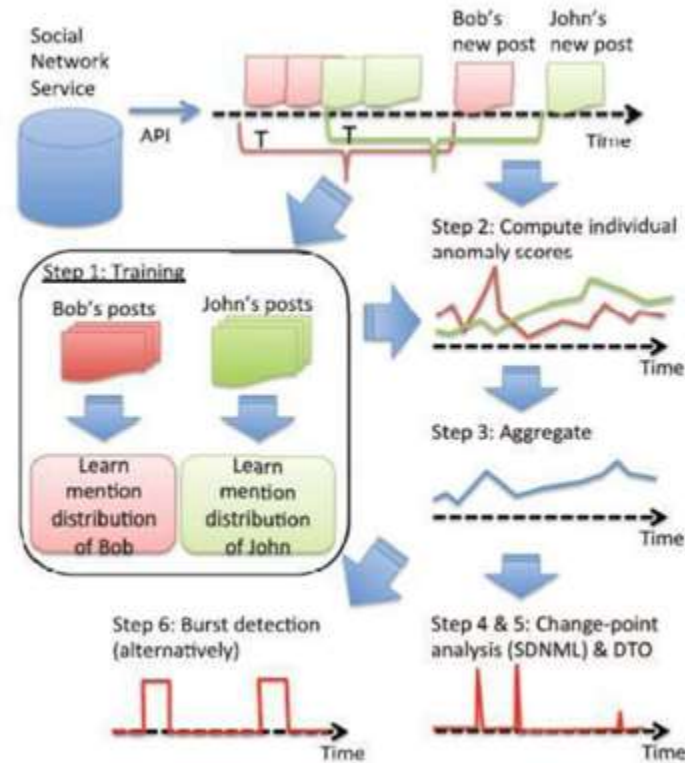 Social
Network
Service
API
Bob's
new post
John's
new post
T
T
Time
Step 1: Training
Bob's posts
John's posts
Learn
mention
distribution
of Bob
Learn
mention
distribution
of John
Step 2: Compute individual
anomaly scores
Time
Step 3: Aggregate
Time
Step 6: Burst detection
(alternatively)
Time
Step 4 & 5: Change-point
analysis (SDNML) & DTO
Time